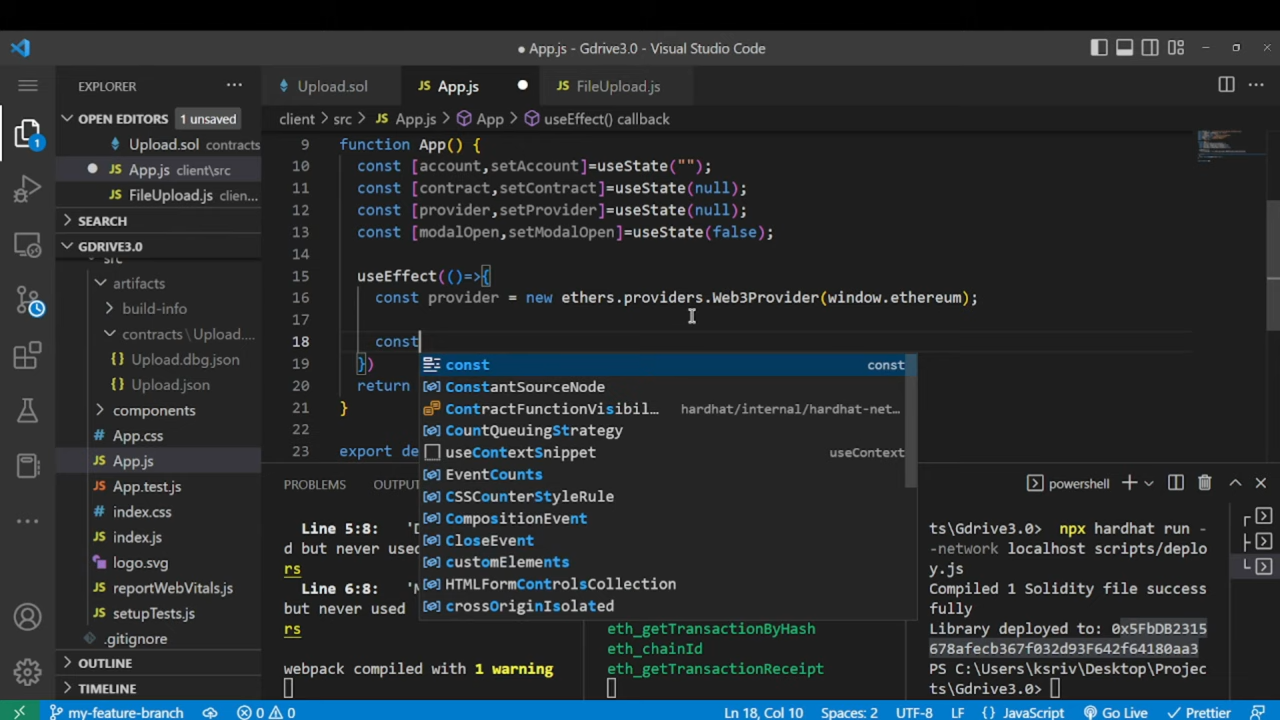 ● App.js - Gdrive3.0 - Visual Studio Code
EXPLORER
OPEN EDITORS 1 unsaved
Upload.sol contracts
App.js client\src
FileUpload.js clien...
SEARCH
GDRIVE3.0
src
artifacts
build-info
contracts \ Upload....
Upload.dbg.json
Upload.json
components
App.css
App.js
App.test.js
index.css
index.js
logo.svg
reportWebVitals.js
setupTests.js
.gitignore
OUTLINE
TIMELINE
Upload.sol
JS App.js
JS FileUpload.js
client > src > JS App.js > App > useEffect() callback
9 function App() {
10 const [account,setAccount]=useState("");
11 const [contract,setContract]=useState(null);
12 const [provider,setProvider]=useState(null);
13 const [modalOpen,setModalOpen]=useState(false);
14
15 useEffect(()=>{
16 const provider = new ethers.providers.Web3Provider(window.ethereum);
17
18 const
19 })
20 return
21 }
22
23 export de
const const
ConstantSourceNode
ContractFunctionVisibil... hardhat/internal/hardhat-net...
CountQueuingStrategy
useContextSnippet useContext
EventCounts
CSSCounterStyleRule
CompositionEvent
CloseEvent
customElements
HTMLFormControlsCollection
crossOriginIsolated
PROBLEMS OUTPU
powershell
Line 5:8: 'D
d but never used
rs
Line 6:8: 'M
but never used
rs
webpack compiled with 1 warning
eth_getTransactionByHash
eth_chainId
eth_getTransactionReceipt
ts\Gdrive3.0> npx hardhat run -
-network localhost scripts/deplo
y.js
Compiled 1 Solidity file success
fully
Library deployed to: 0x5FbDB2315
678afecb367f032d93F642f64180aa3
PS C:\Users\ksriv\Desktop\Projec
ts\Gdrive3.0>
my-feature-branch 0 0 Ln 18, Col 10 Spaces: 2 UTF-8 LF {} JavaScript Go Live Prettier